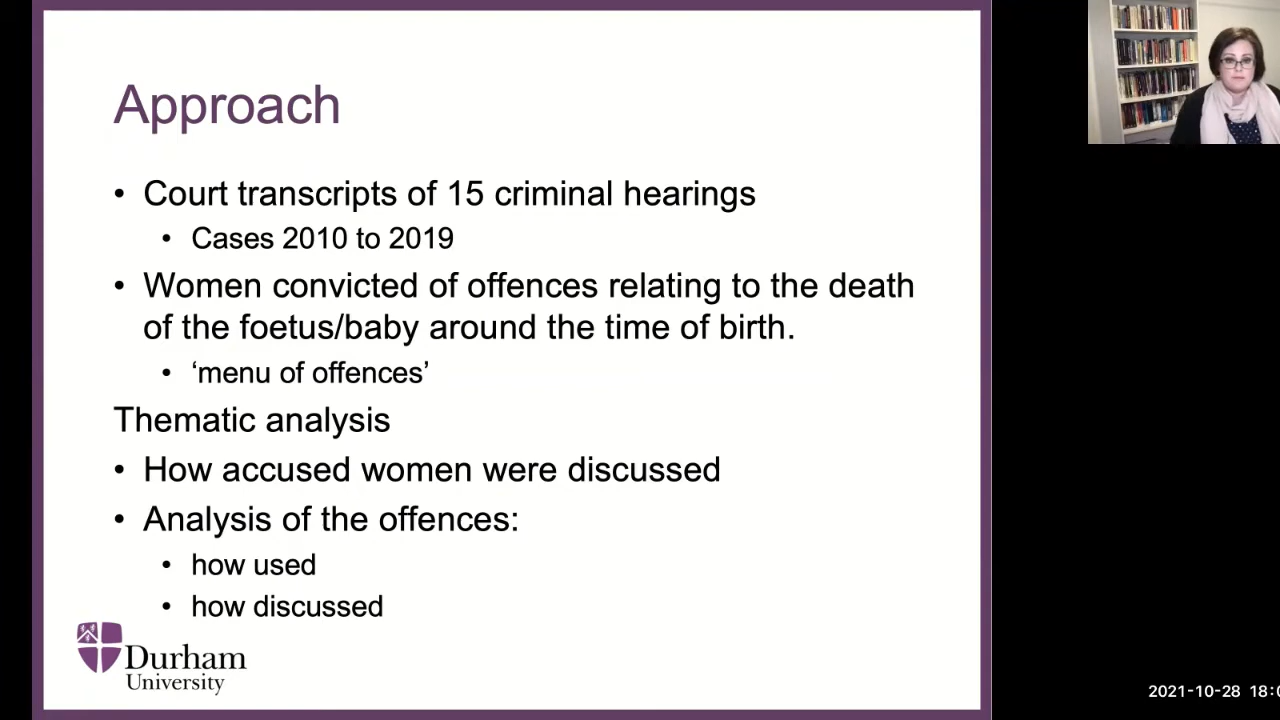 Approach
• Court transcripts of 15 criminal hearings
• Cases 2010 to 2019
• Women convicted of offences relating to the death
of the foetus/baby around the time of birth.
• ‘menu of offences’
Thematic analysis
• How accused women were discussed
• Analysis of the offences:
• how used
• how discussed
Durham
University
2021-10-28 18:0